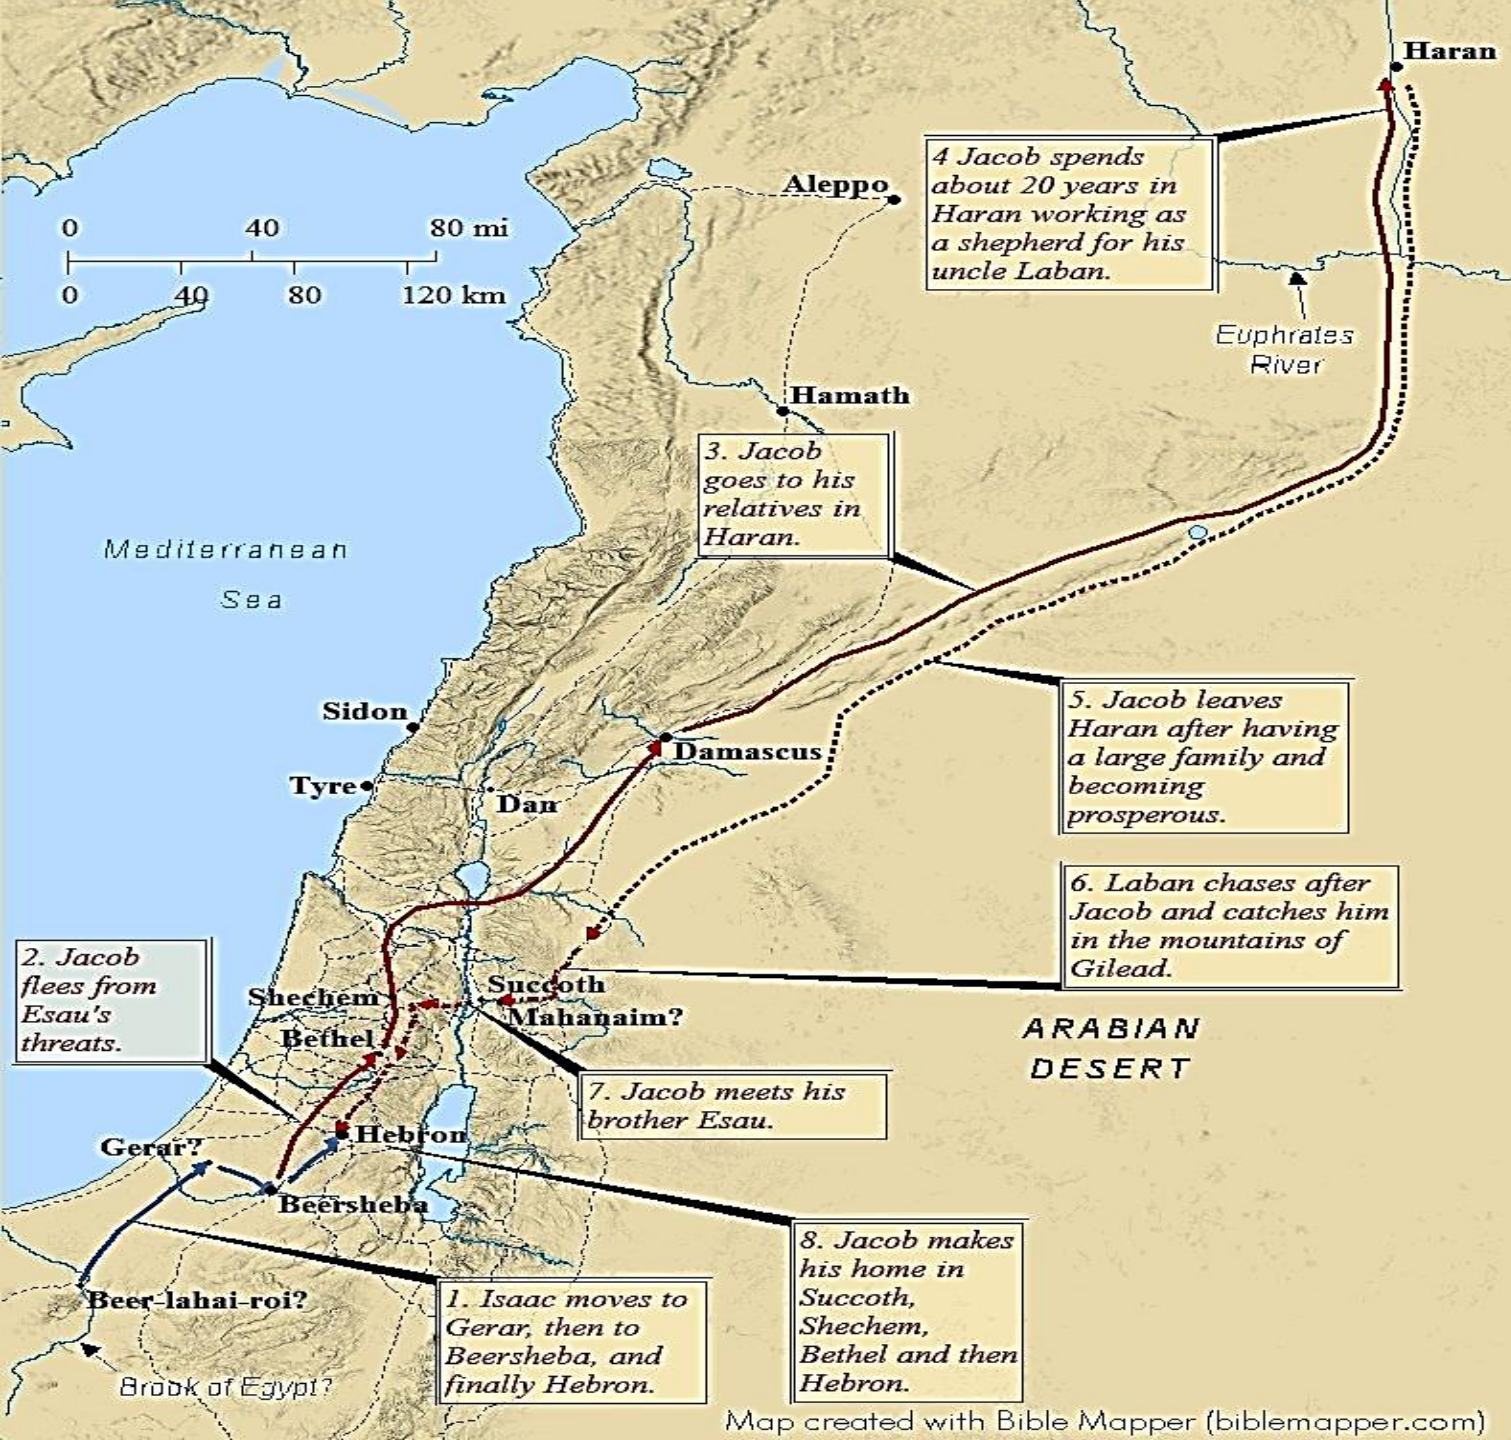 Haran
4 Jacob spends
about 20 years in
Haran working as
a shepherd for his
uncle Laban.
Aleppo
0 40 80 mi
0 40 80 120 km
Euphrates
River
Hamath
3. Jacob
goes to his
relatives in
Haran.
Mediterranean
Sea
5. Jacob leaves
Haran after having
a large family and
becoming
prosperous.
Sidon
Damascus
Tyre
Dan
6. Laban chases after
Jacob and catches him
in the mountains of
Gilead.
2. Jacob
flees from
Esau's
threats.
Shechem
Succoth
Mahanaim?
Bethel
ARABIAN
DESERT
7. Jacob meets his
brother Esau.
Gerar?
Hebron
Beersheba
8. Jacob makes
his home in
Succoth,
Shechem,
Bethel and then
Hebron.
Beer-lahai-roi?
1. Isaac moves to
Gerar, then to
Beersheba, and
finally Hebron.
Brook of Egypt?
Map created with Bible Mapper (biblemapper.com)